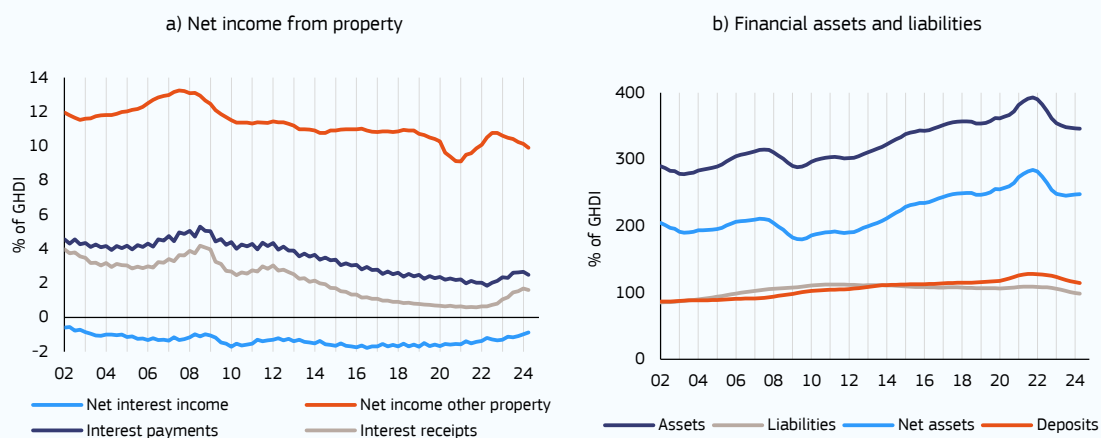 a) Net income from property
% of GHDI
14
12
10
8
6
4
2
0
-2
02 04 06 08 10 12 14 16 18 20 22 24
Net interest income
Net income other property
Interest payments
Interest receipts
b) Financial assets and liabilities
% of GHDI
400
300
200
100
0
02 04 06 08 10 12 14 16 18 20 22 24
Assets
Liabilities
Net assets
Deposits